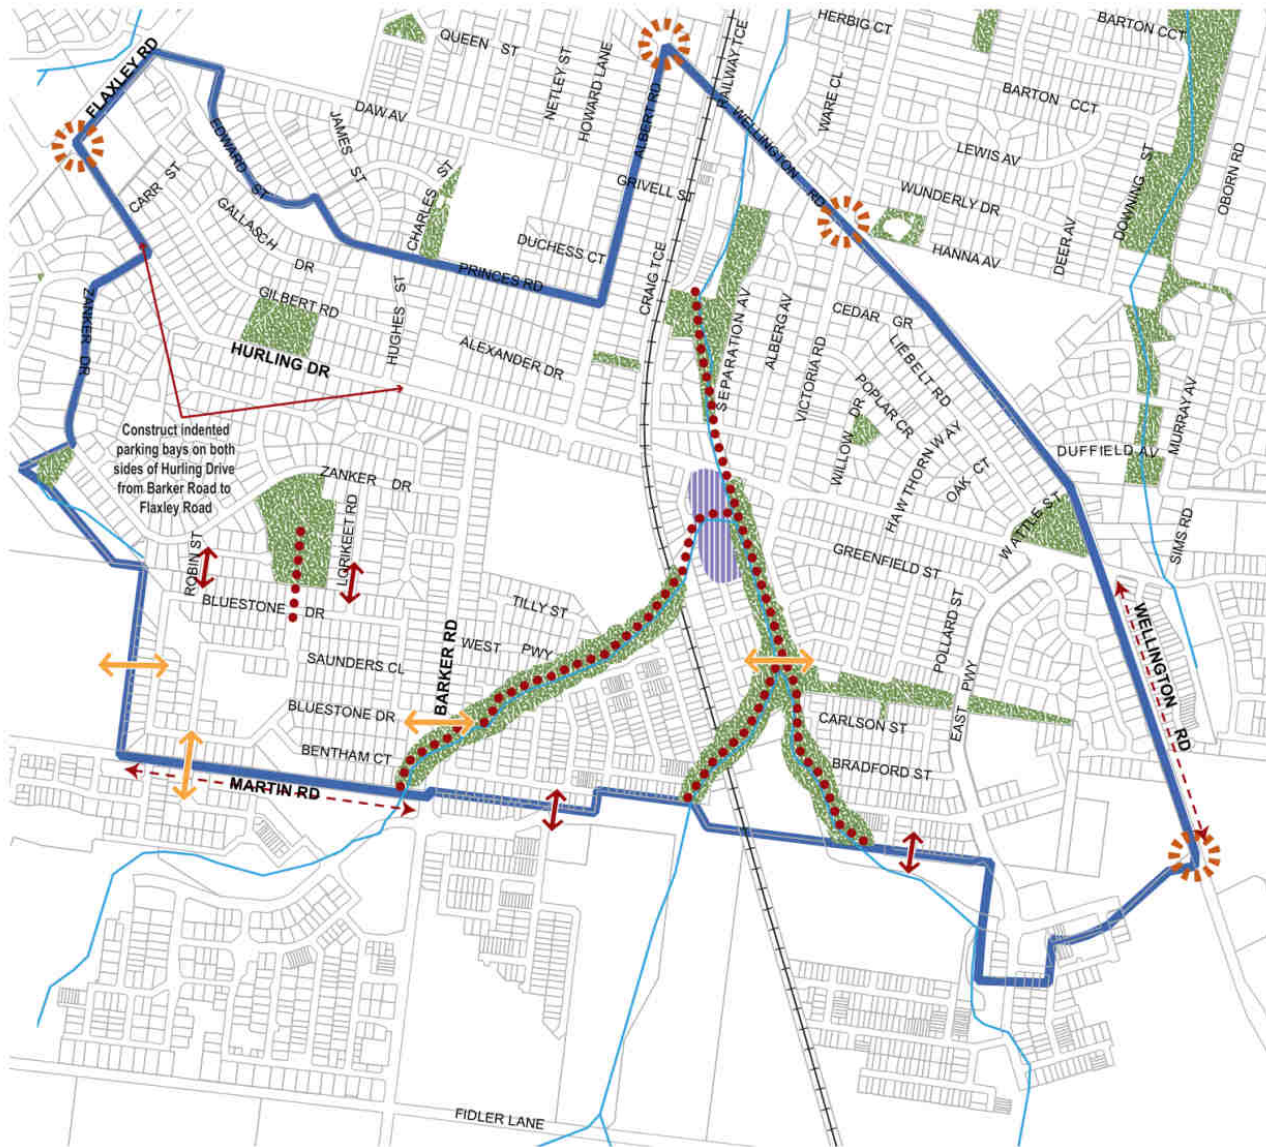 HERBIG CT
BARTON CCT
QUEEN ST
FLAXLEY RD
NETLEY ST
HOWARD LANE
RAILWAY TCE
WARE CL
BARTON CCT
DAW AV
JAMES ST
ALBERT RD
WELLINGTON RD
EDWARD ST
LEWIS AV
CARR ST
CHARLES ST
GRIVELL ST
WUNDERLY DR
DOWNING ST
OBORN RD
GALLASCH DR
DUCHESS CT
HANNA AV
DEER AV
PRINCES RD
CRAIG TCE
ZANKER DR
GILBERT RD
HUGHES ST
SEPARATION AV
ALBERG AV
CEDAR GR
HURLING DR
ALEXANDER DR
VICTORIA RD
LIEBELT RD
POPLAR CR
WILLOW DR
MURRAY AV
Construct indented
parking bays on both
sides of Hurling Drive
from Barker Road to
Flaxley Road
HAWTHORN WAY
OAK CT
DUFFIELD AV
ZANKER DR
LORIKEET RD
ROBIN ST
WATTLE ST
SIMS RD
GREENFIELD ST
BLUESTONE DR
TILLY ST
POLLARD ST
WEST PWY
BARKER RD
SAUNDERS CL
EAST PWY
WELLINGTON RD
BLUESTONE DR
CARLSON ST
BENTHAM CT
BRADFORD ST
MARTIN RD
FIDLER LANE